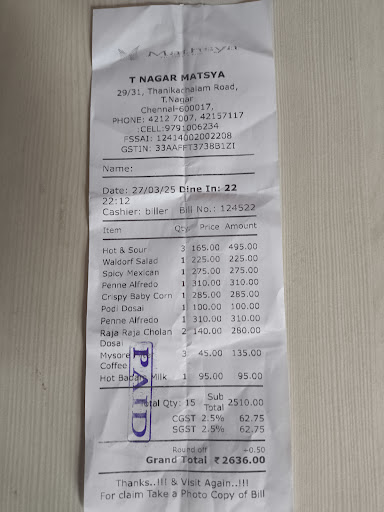 Mathsya
T NAGAR MATSYA
29/31, Thanikachalam Road,
T.Nagar
Chennai-600017,
PHONE: 4212 7007, 42157117
:CELL:9791006234
FSSAI: 12414002002208
GSTIN: 33AAFFT3738B1ZI
Name:
Date: 27/03/25 Dine In: 22
22:12
Cashier: biller Bill No.: 124522
Item Qty. Price Amount
Hot & Sour 3 165.00 495.00
Waldorf Salad 1 225.00 225.00
Spicy Mexican 1 275.00 275.00
Penne Alfredo 1 310.00 310.00
Crispy Baby Corn 1 285.00 285.00
Podi Dosai 1 100.00 100.00
Penne Alfredo 1 310.00 310.00
Raja Raja Cholan 2 140.00 280.00
Dosai
Mysore 3 45.00 135.00
Coffee
Hot Badam Milk 1 95.00 95.00
PAID
Total Qty: 15 Sub 2510.00
Total
CGST 2.5% 62.75
SGST 2.5% 62.75
Round off +0.50
Grand Total ₹ 2636.00
Thanks..!!! & Visit Again..!!!
For claim Take a Photo Copy of Bill